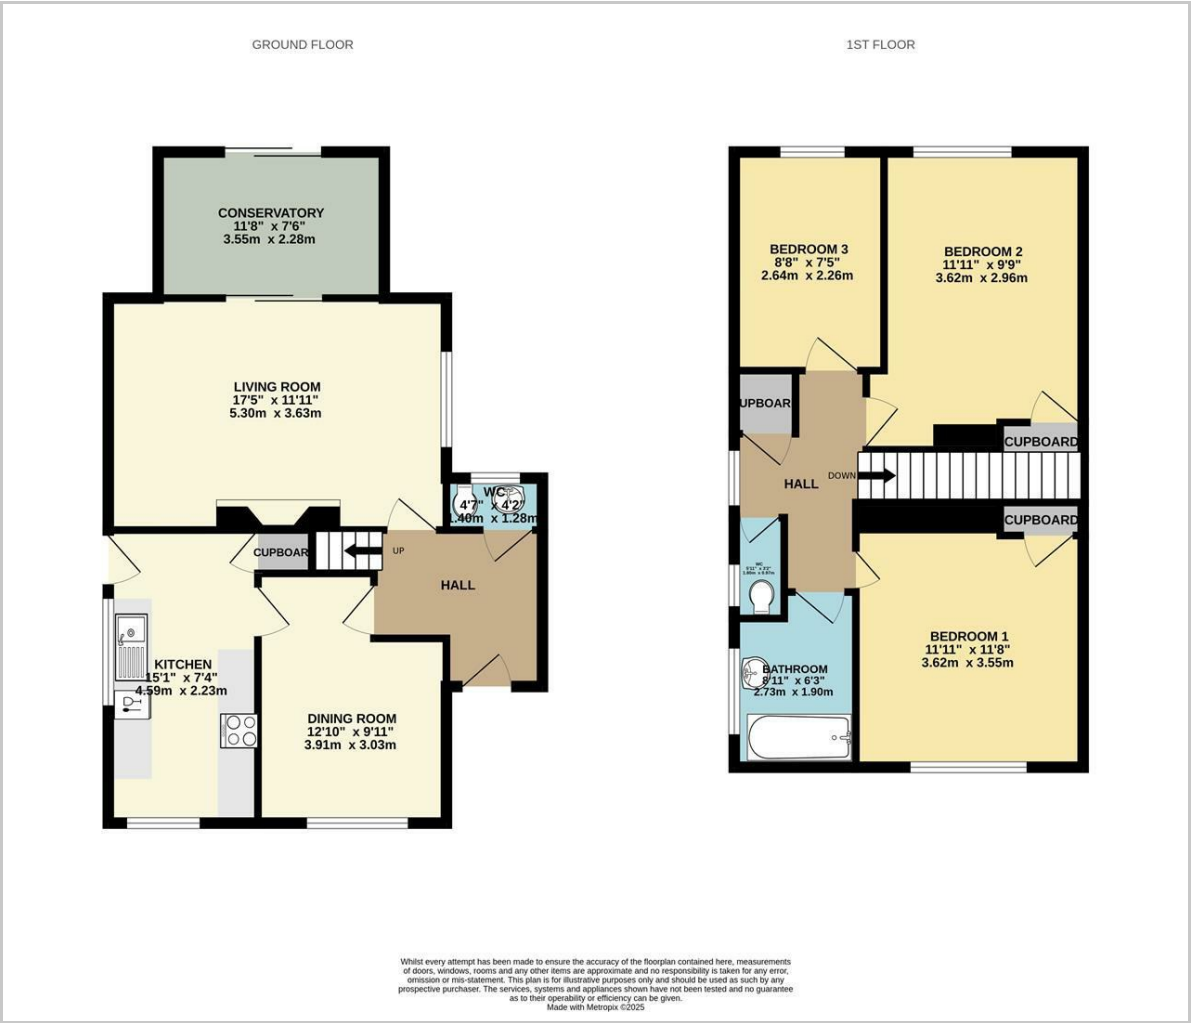 GROUND FLOOR
1ST FLOOR
CONSERVATORY
11'8" x 7'6"
3.55m x 2.28m
LIVING ROOM
17'5" x 11'11"
5.30m x 3.63m
WC
4'7" x 4'2"
1.40m x 1.28m
CUPBOAR
UP
HALL
KITCHEN
15'1" x 7'4"
4.59m x 2.23m
DINING ROOM
12'10" x 9'11"
3.91m x 3.03m
BEDROOM 3
8'8" x 7'5"
2.64m x 2.26m
BEDROOM 2
11'11" x 9'9"
3.62m x 2.96m
UPBOAR
CUPBOARD
DOWN
HALL
CUPBOARD
WC
BEDROOM 1
11'11" x 11'8"
3.62m x 3.55m
BATHROOM
8'11" x 6'3"
2.73m x 1.90m
Whilst every attempt has been made to ensure the accuracy of the floorplan contained here, measurements
of doors, windows, rooms and any other items are approximate and no responsibility is taken for any error,
omission or mis-statement. This plan is for illustrative purposes only and should be used as such by any
prospective purchaser. The services, systems and appliances shown have not been tested and no guarantee
as to their operability or efficiency can be given.
Made with Metropix ©2025